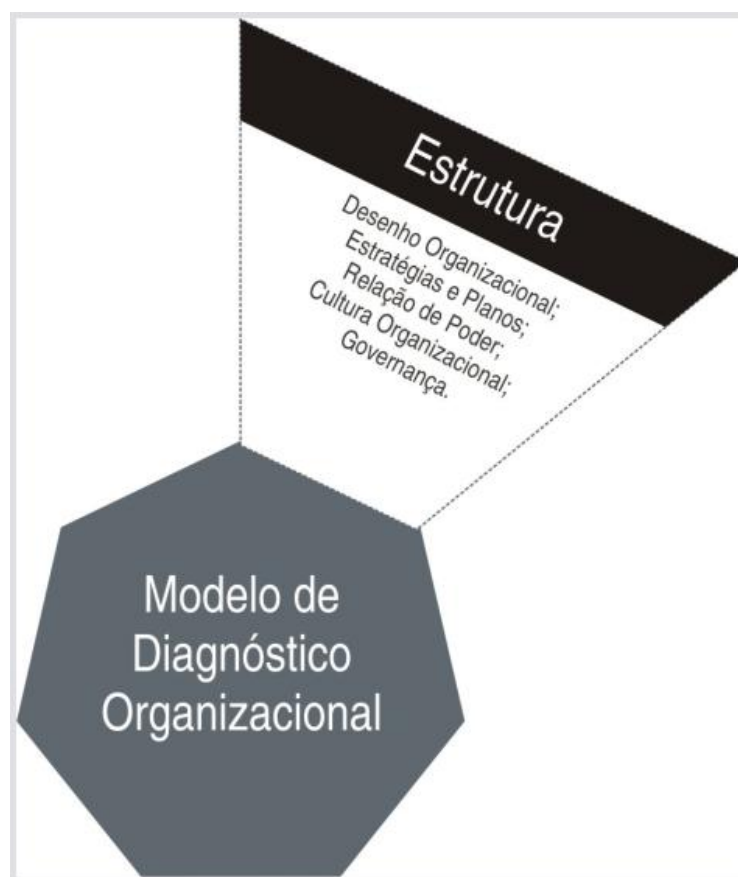 Estrutura
Desenho Organizacional;
Estratégias e Planos;
Relação de Poder;
Cultura Organizacional;
Governança.
Modelo de
Diagnóstico
Organizacional